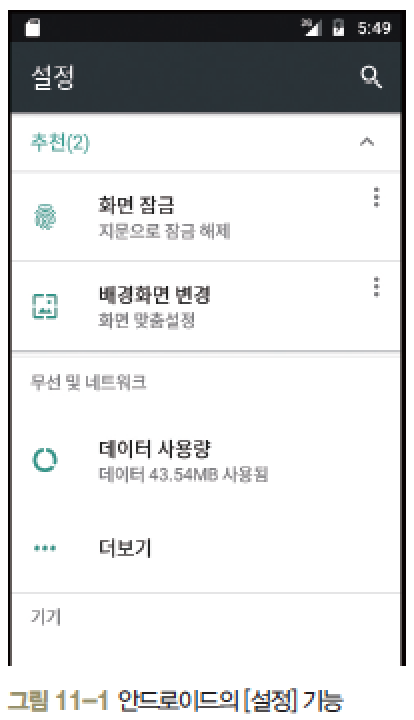 3G 5:49
설정
추천(2)
화면 잠금
지문으로 잠금 해제
배경화면 변경
화면 맞춤설정
무선 및 네트워크
데이터 사용량
데이터 43.54MB 사용됨
더보기
기기
그림 11-1 안드로이드의 [설정] 기능